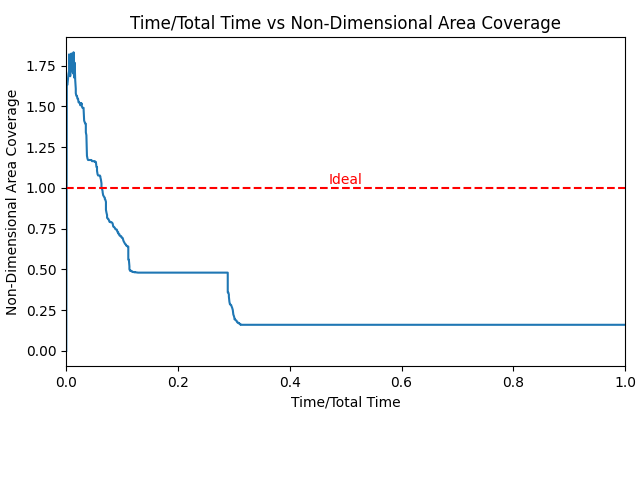 Time/Total Time vs Non-Dimensional Area Coverage
Non-Dimensional Area Coverage
1.75
1.50
1.25
1.00
0.75
0.50
0.25
0.00
Ideal
0.0 0.2 0.4 0.6 0.8 1.0
Time/Total Time